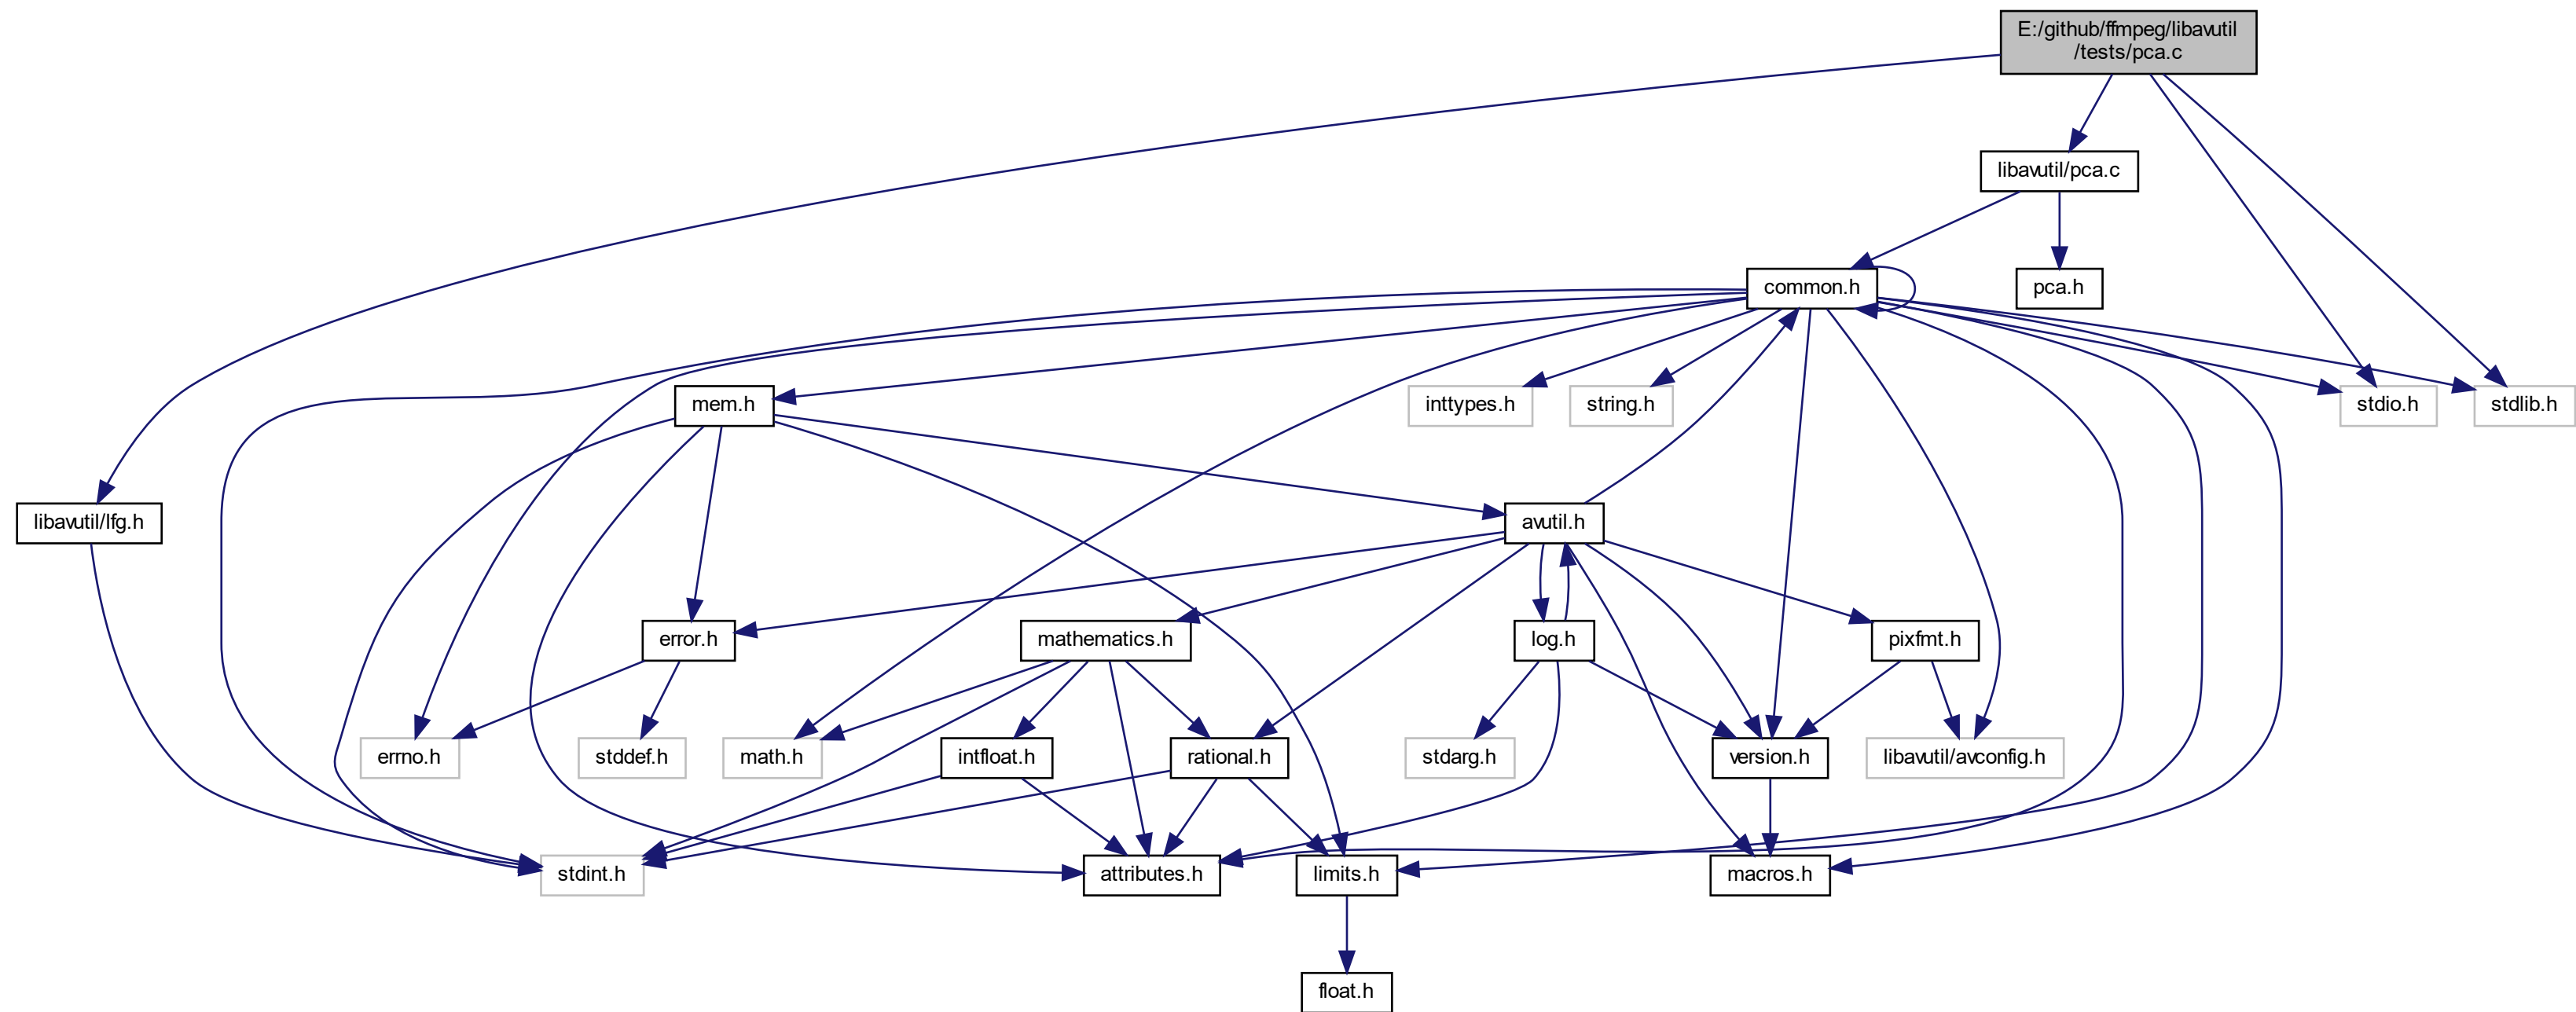 E:/github/ffmpeg/libavutil
/tests/pca.c
libavutil/pca.c
common.h
pca.h
mem.h
inttypes.h
string.h
stdio.h
stdlib.h
libavutil/lfg.h
avutil.h
error.h
mathematics.h
log.h
pixfmt.h
errno.h
stddef.h
math.h
intfloat.h
rational.h
stdarg.h
version.h
libavutil/avconfig.h
stdint.h
attributes.h
limits.h
macros.h
float.h